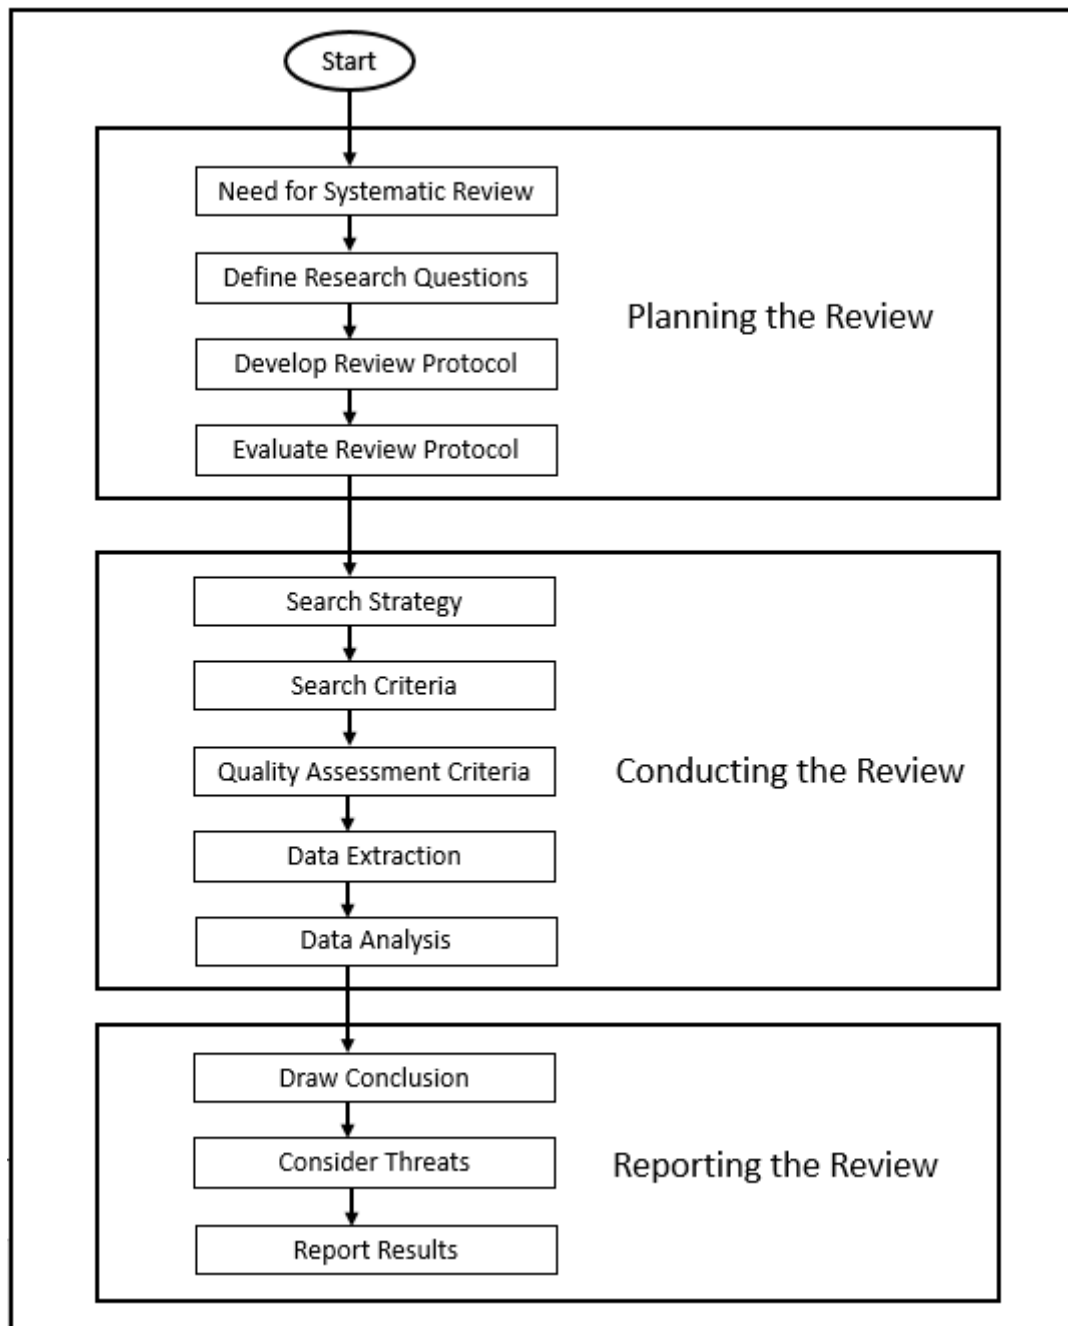 Start
Need for Systematic Review
Define Research Questions
Develop Review Protocol
Evaluate Review Protocol
Planning the Review
Search Strategy
Search Criteria
Quality Assessment Criteria
Data Extraction
Data Analysis
Conducting the Review
Draw Conclusion
Consider Threats
Report Results
Reporting the Review